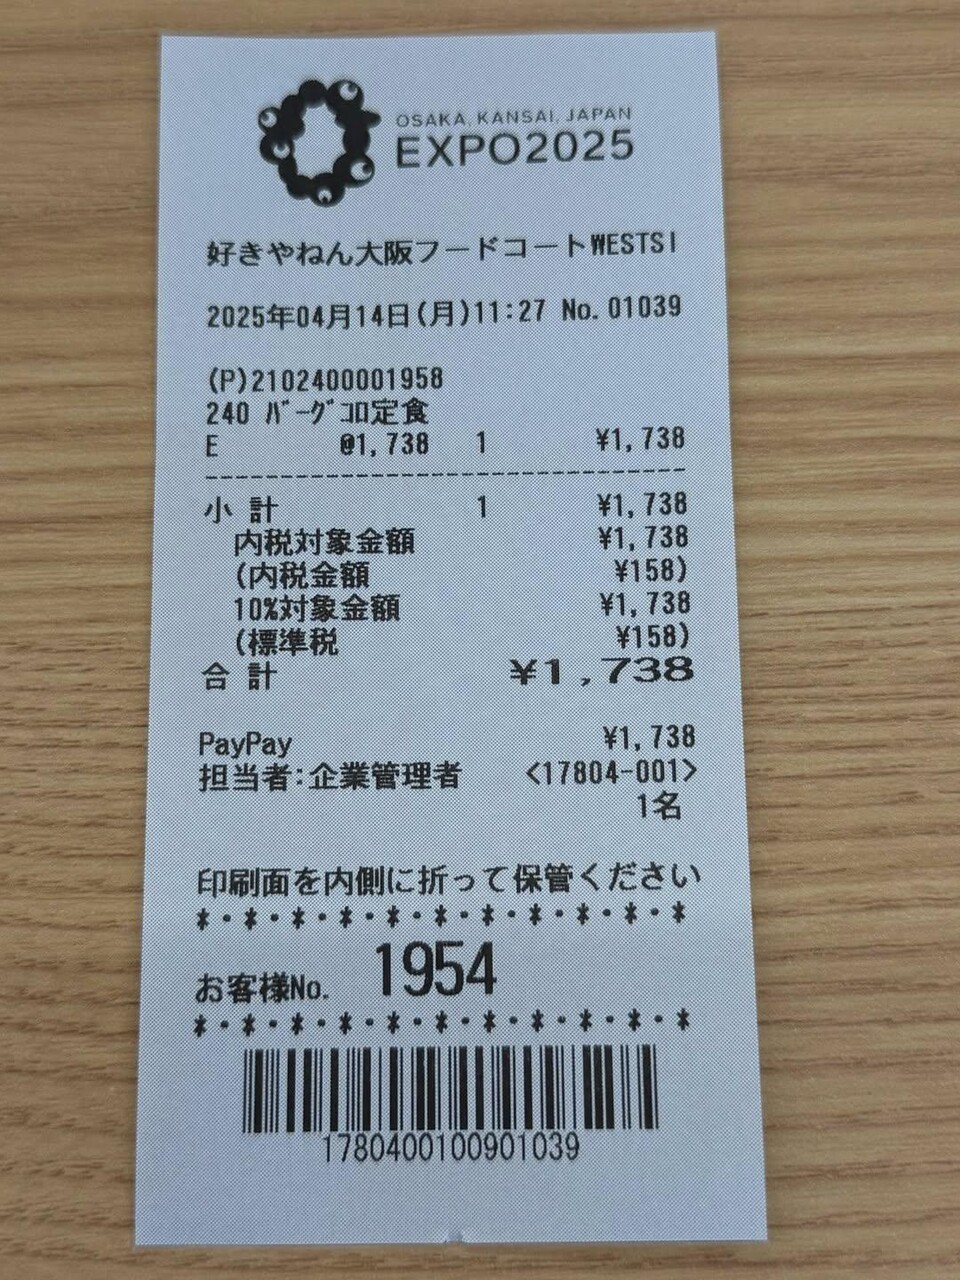 OSAKA, KANSAI, JAPAN
EXPO2025
好きやねん大阪フードコートWESTSI
2025年04月14日(月)11:27 No.01039
(P)2102400001958
240 ﾊﾞｰｸﾞｺﾛ定食
E @1,738 1 ¥1,738
小 計 1 ¥1,738
内税対象金額 ¥1,738
(内税金額 ¥158)
10%対象金額 ¥1,738
(標準税 ¥158)
合 計 ¥1,738
PayPay ¥1,738
担当者:企業管理者 <17804-001>
1名
印刷面を内側に折って保管ください
*・*・*・*・*・*・*・*・*・*・*
お客様No. 1954
*・*・*・*・*・*・*・*・*・*・*
1780400100901039